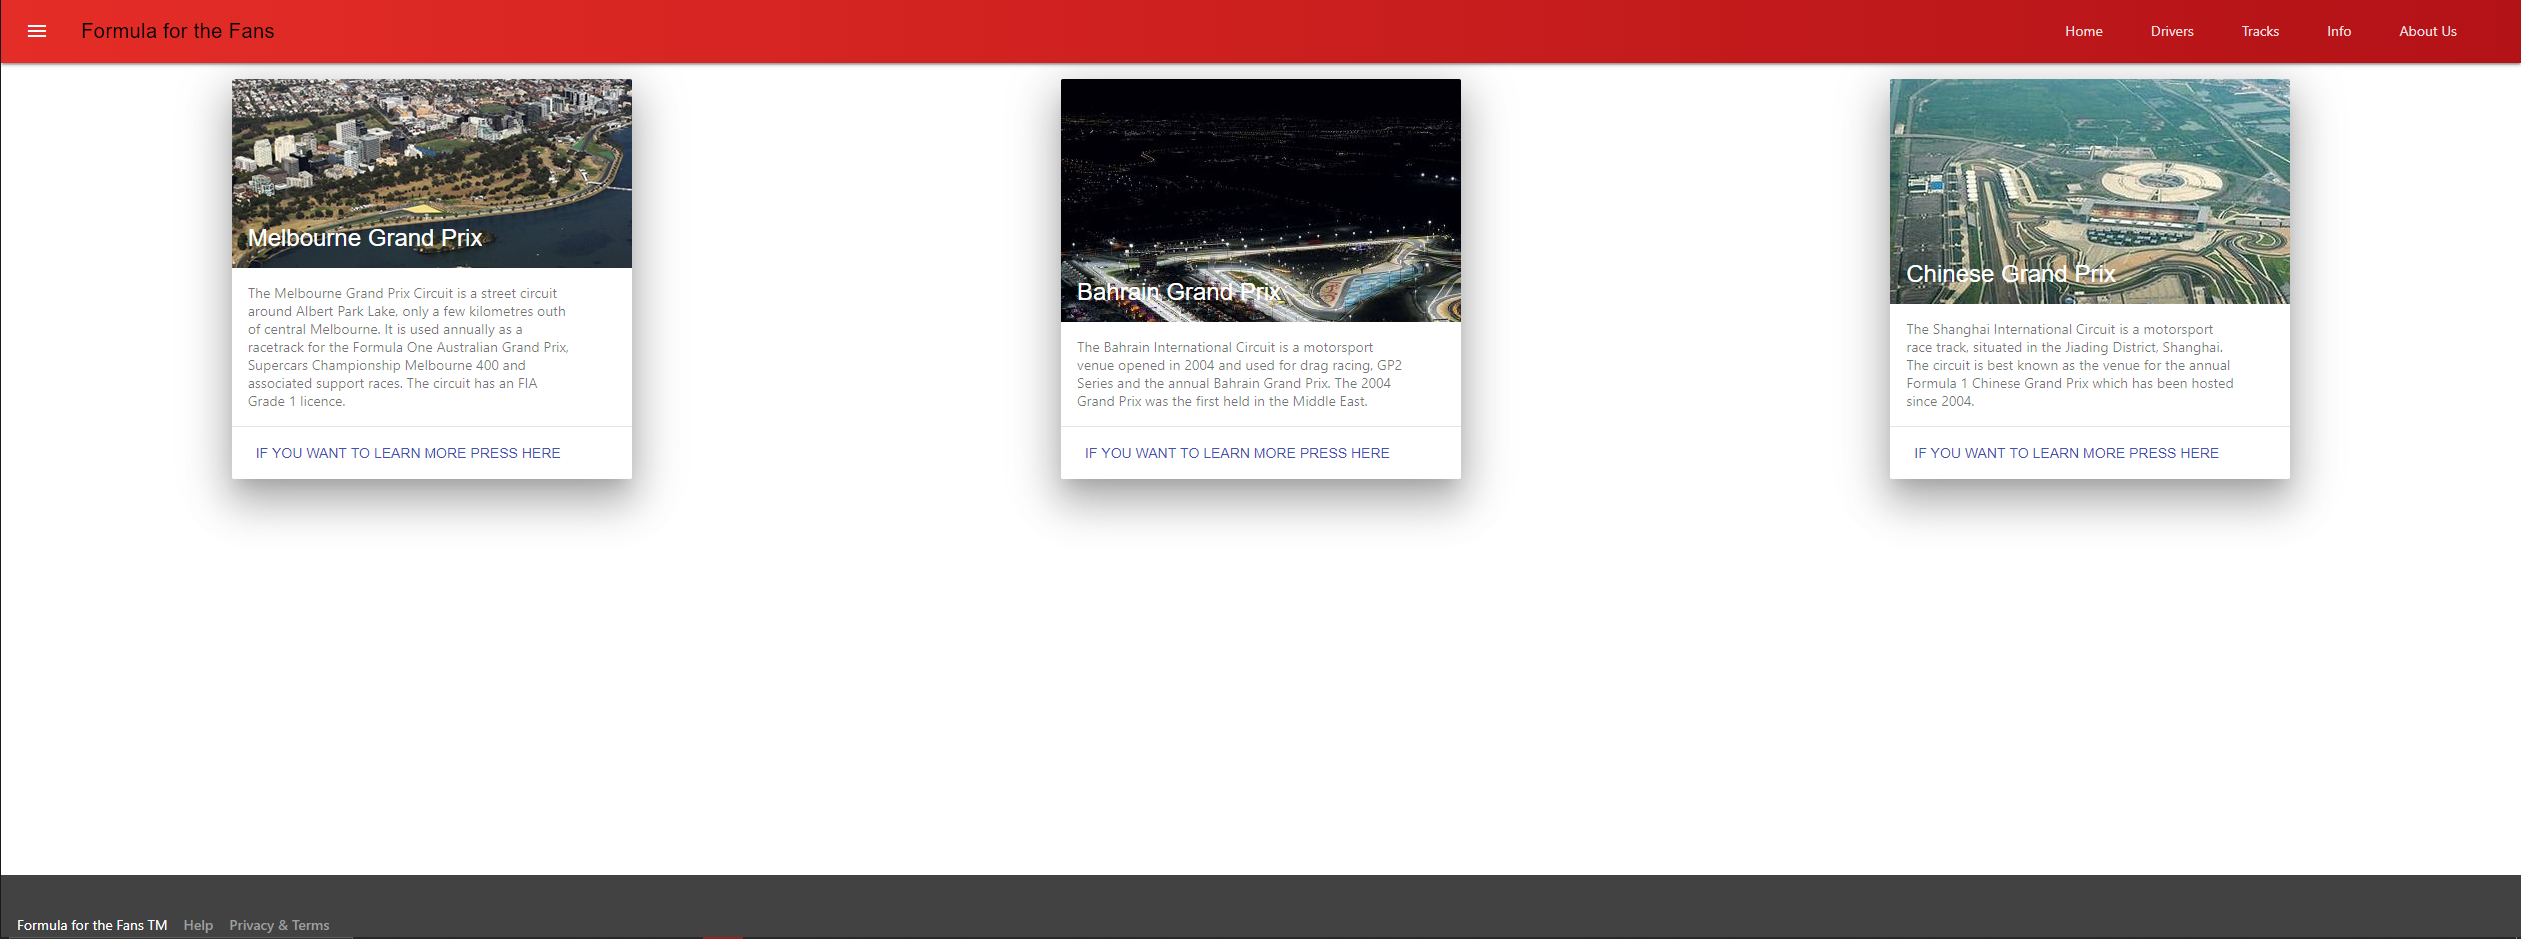 Formula for the Fans
Home Drivers Tracks Info About Us
Melbourne Grand Prix
The Melbourne Grand Prix Circuit is a street circuit
around Albert Park Lake, only a few kilometres outh
of central Melbourne. It is used annually as a
racetrack for the Formula One Australian Grand Prix,
Supercars Championship Melbourne 400 and
associated support races. The circuit has an FIA
Grade 1 licence.
IF YOU WANT TO LEARN MORE PRESS HERE
Bahrain Grand Prix
The Bahrain International Circuit is a motorsport
venue opened in 2004 and used for drag racing, GP2
Series and the annual Bahrain Grand Prix. The 2004
Grand Prix was the first held in the Middle East.
IF YOU WANT TO LEARN MORE PRESS HERE
Chinese Grand Prix
The Shanghai International Circuit is a motorsport
race track, situated in the Jiading District, Shanghai.
The circuit is best known as the venue for the annual
Formula 1 Chinese Grand Prix which has been hosted
since 2004.
IF YOU WANT TO LEARN MORE PRESS HERE
Formula for the Fans TM Help Privacy & Terms